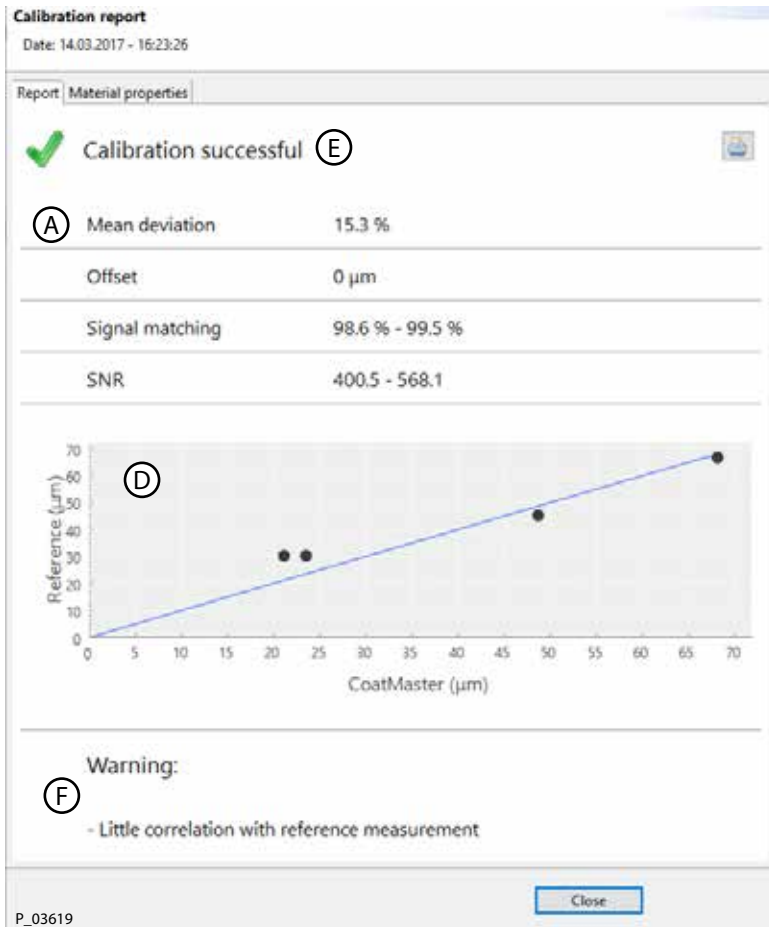 Calibration report
Date: 14.03.2017 - 16:23:26
Report Material properties
Calibration successful E
A Mean deviation 15.3 %
Offset 0 µm
Signal matching 98.6 % - 99.5 %
SNR 400.5 - 568.1
D
70
60
50
40
30
20
10
0
Reference (µm)
0 5 10 15 20 25 30 35 40 45 50 55 60 65 70
CoatMaster (µm)
Warning:
F
- Little correlation with reference measurement
Close
P_03619